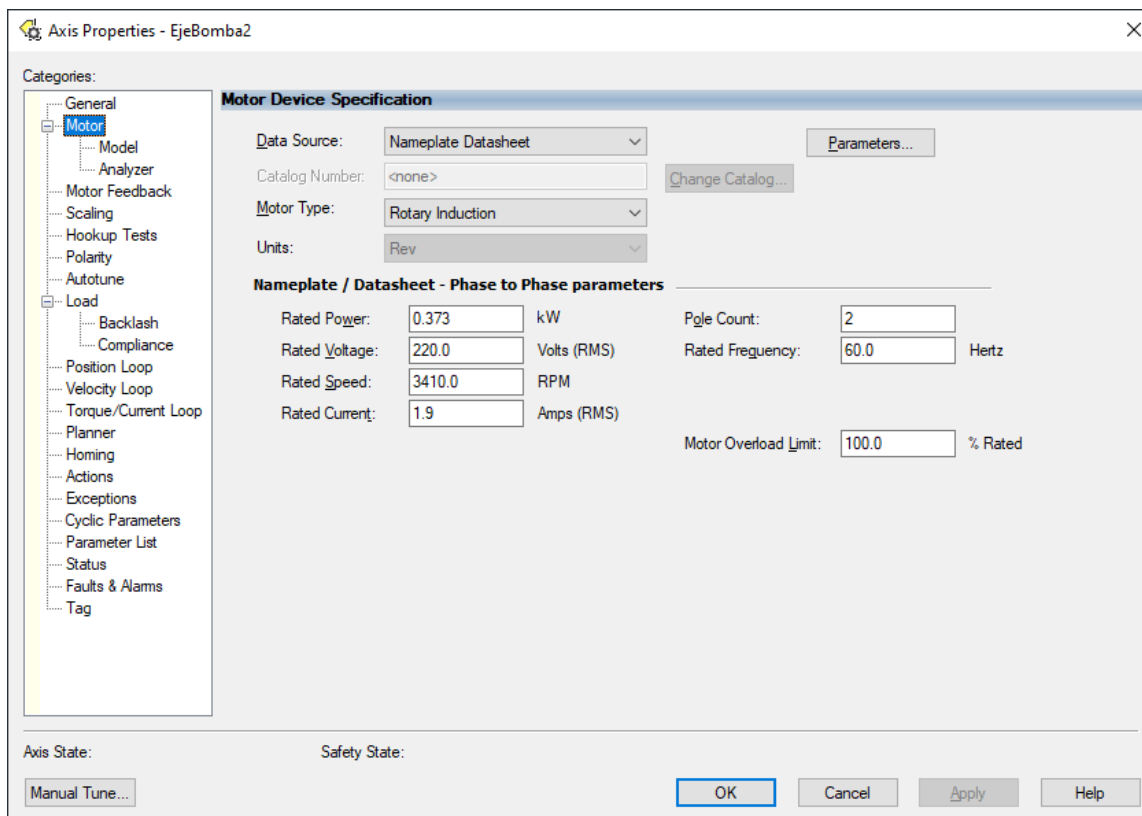 Axis Properties - EjeBomba2
Categories:
General
Motor
Model
Analyzer
Motor Feedback
Scaling
Hookup Tests
Polarity
Autotune
Load
Backlash
Compliance
Position Loop
Velocity Loop
Torque/Current Loop
Planner
Homing
Actions
Exceptions
Cyclic Parameters
Parameter List
Status
Faults & Alarms
Tag
Motor Device Specification
Data Source: Nameplate Datasheet Parameters...
Catalog Number: <none> Change Catalog...
Motor Type: Rotary Induction
Units: Rev
Nameplate / Datasheet - Phase to Phase parameters
Rated Power: 0.373 kW Pole Count: 2
Rated Voltage: 220.0 Volts (RMS) Rated Frequency: 60.0 Hertz
Rated Speed: 3410.0 RPM
Rated Current: 1.9 Amps (RMS)
Motor Overload Limit: 100.0 % Rated
Axis State: Safety State:
Manual Tune... OK Cancel Apply Help